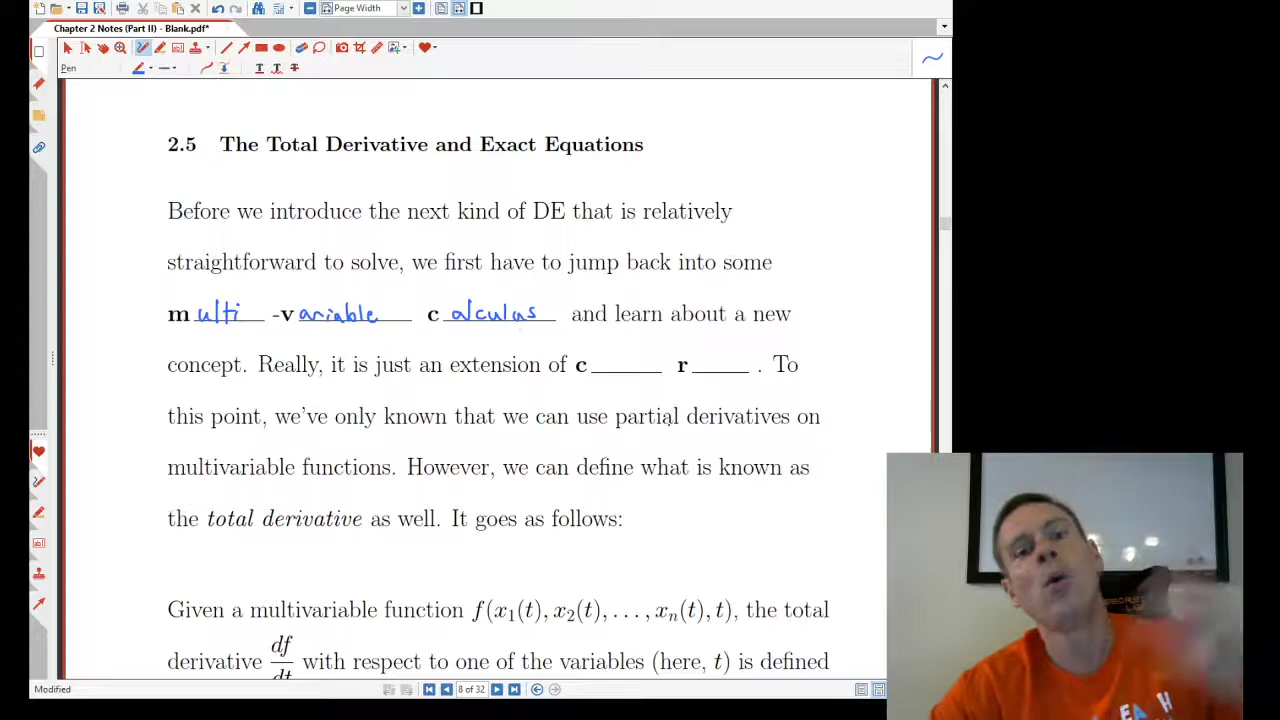 Page Width
Chapter 2 Notes (Part II) - Blank.pdf*
Pen
2.5 The Total Derivative and Exact Equations
Before we introduce the next kind of DE that is relatively
straightforward to solve, we first have to jump back into some
multi -variable calculus and learn about a new
concept. Really, it is just an extension of c______ r_____ . To
this point, we've only known that we can use partial derivatives on
multivariable functions. However, we can define what is known as
the total derivative as well. It goes as follows:
Given a multivariable function f(x₁(t), x₂(t), . . . , xₙ(t), t), the total
derivative df/dt with respect to one of the variables (here, t) is defined
Modified
8 of 32